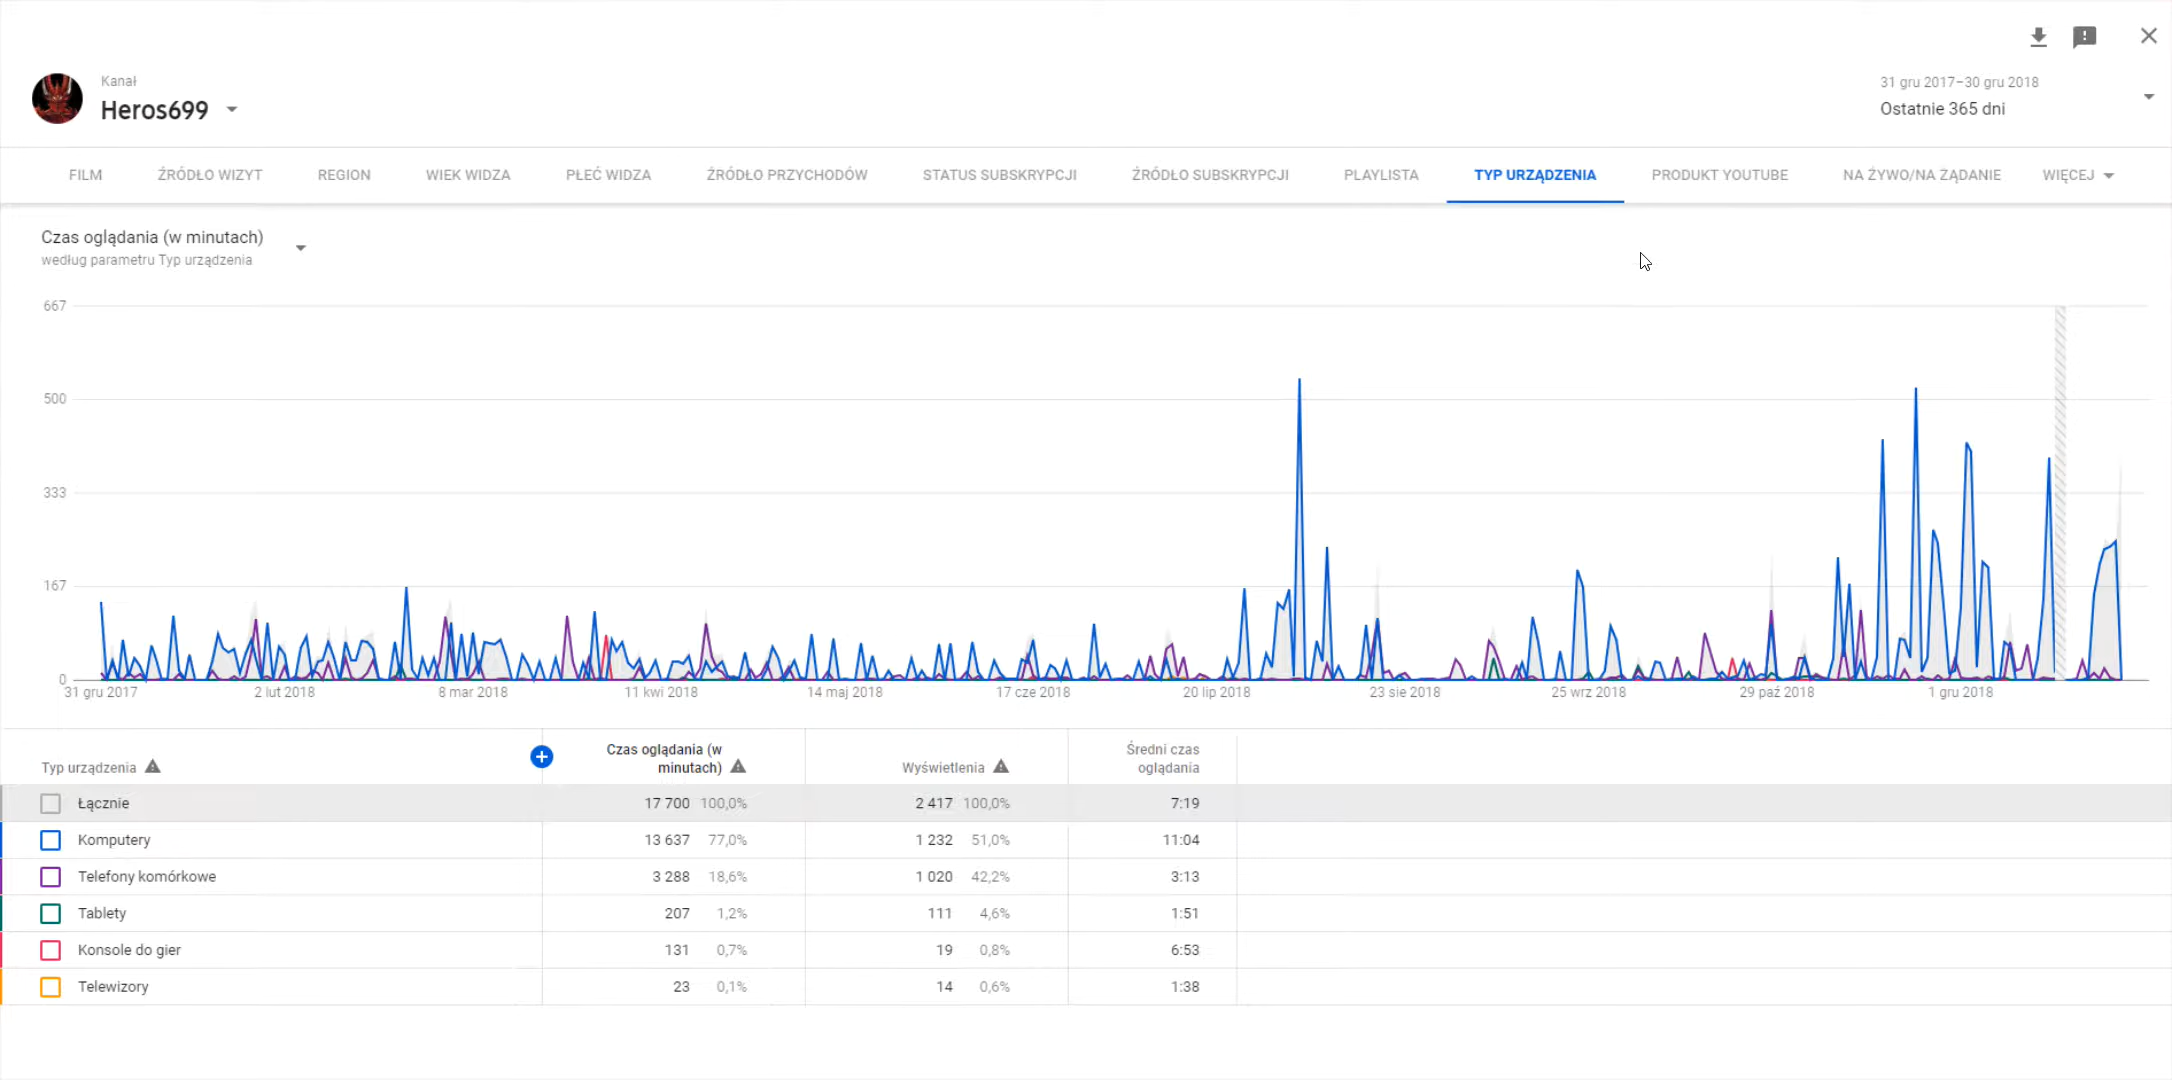 Kanał
Heros699
31 gru 2017–30 gru 2018
Ostatnie 365 dni
FILM ŹRÓDŁO WIZYT REGION WIEK WIDZA PŁEĆ WIDZA ŹRÓDŁO PRZYCHODÓW STATUS SUBSKRYPCJI ŹRÓDŁO SUBSKRYPCJI PLAYLISTA TYP URZĄDZENIA PRODUKT YOUTUBE NA ŻYWO/NA ŻĄDANIE WIĘCEJ
Czas oglądania (w minutach)
według parametru Typ urządzenia
667
500
333
167
0
31 gru 2017 2 lut 2018 8 mar 2018 11 kwi 2018 14 maj 2018 17 cze 2018 20 lip 2018 23 sie 2018 25 wrz 2018 29 paź 2018 1 gru 2018
Typ urządzenia Czas oglądania (w minutach) Wyświetlenia Średni czas oglądania
Łącznie 17 700 100,0% 2 417 100,0% 7:19
Komputery 13 637 77,0% 1 232 51,0% 11:04
Telefony komórkowe 3 288 18,6% 1 020 42,2% 3:13
Tablety 207 1,2% 111 4,6% 1:51
Konsole do gier 131 0,7% 19 0,8% 6:53
Telewizory 23 0,1% 14 0,6% 1:38